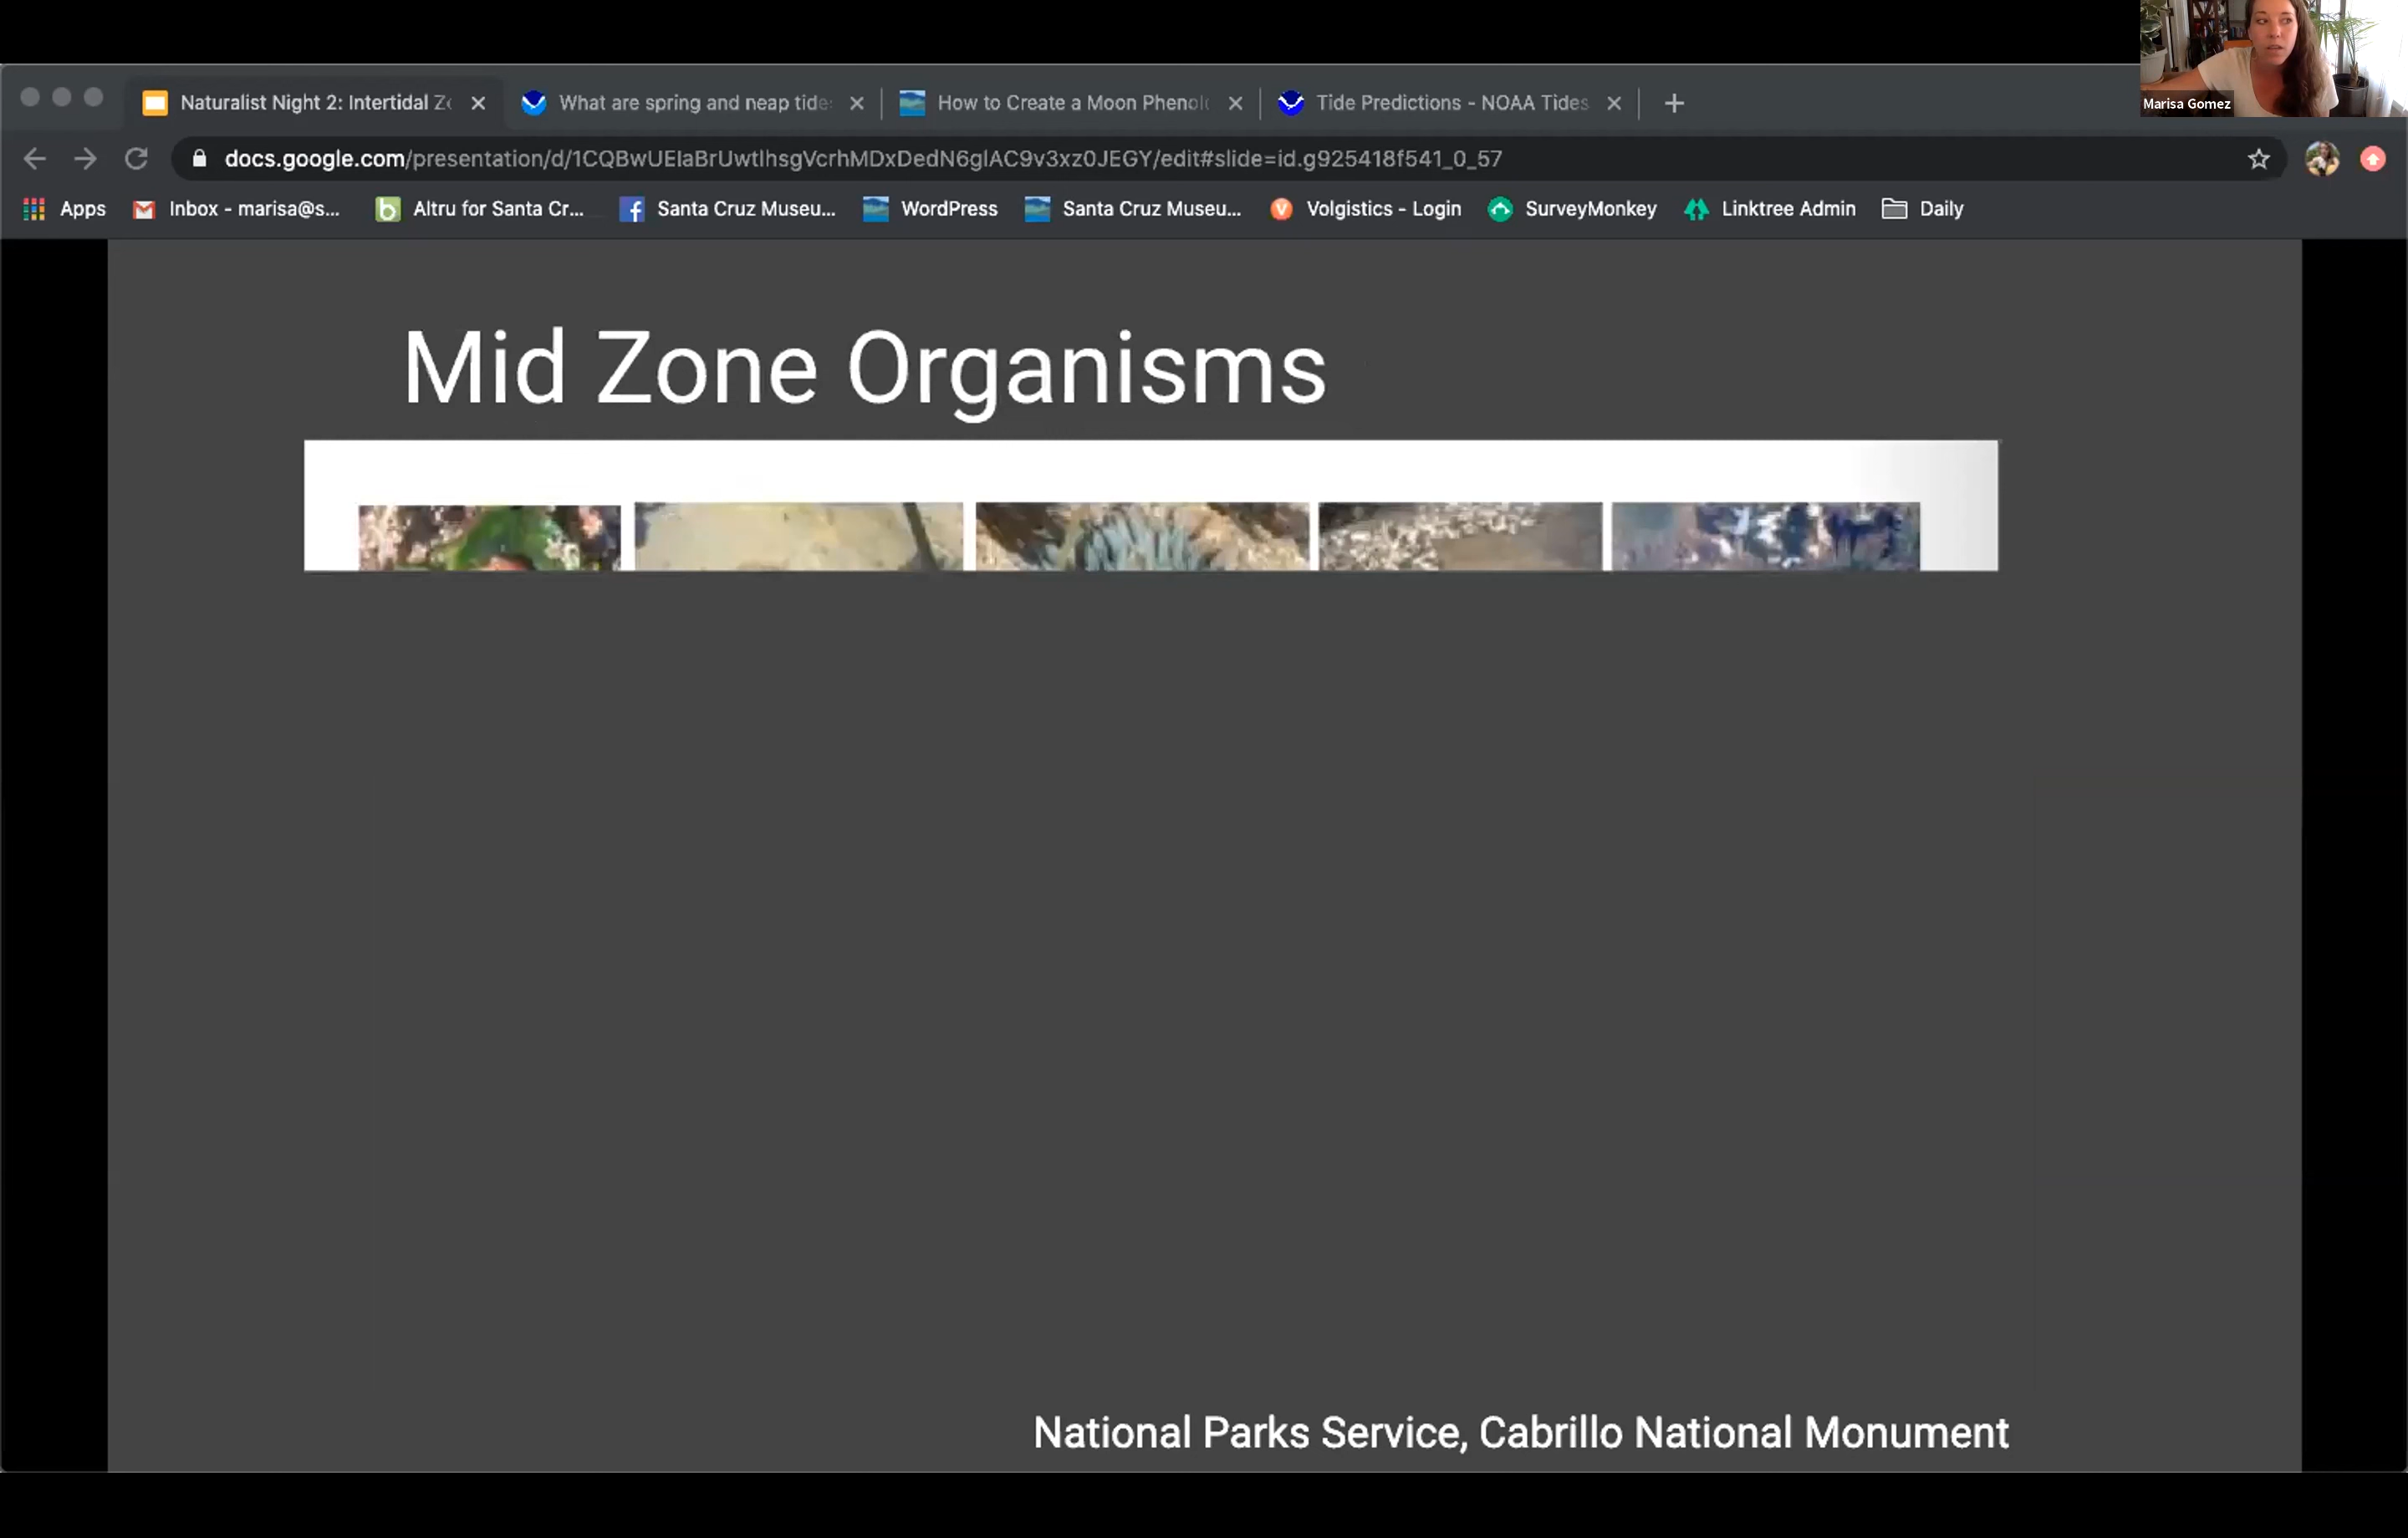 Marisa Gomez
Naturalist Night 2: Intertidal Z
What are spring and neap tide
How to Create a Moon Phenol
Tide Predictions - NOAA Tides
docs.google.com/presentation/d/1CQBwUEIaBrUwtlhsgVcrhMDxDedN6glAC9v3xz0JEGY/edit#slide=id.g925418f541_0_57
Apps
Inbox - marisa@s...
Altru for Santa Cr...
Santa Cruz Museu...
WordPress
Santa Cruz Museu...
Volgistics - Login
SurveyMonkey
Linktree Admin
Daily
Mid Zone Organisms
National Parks Service, Cabrillo National Monument